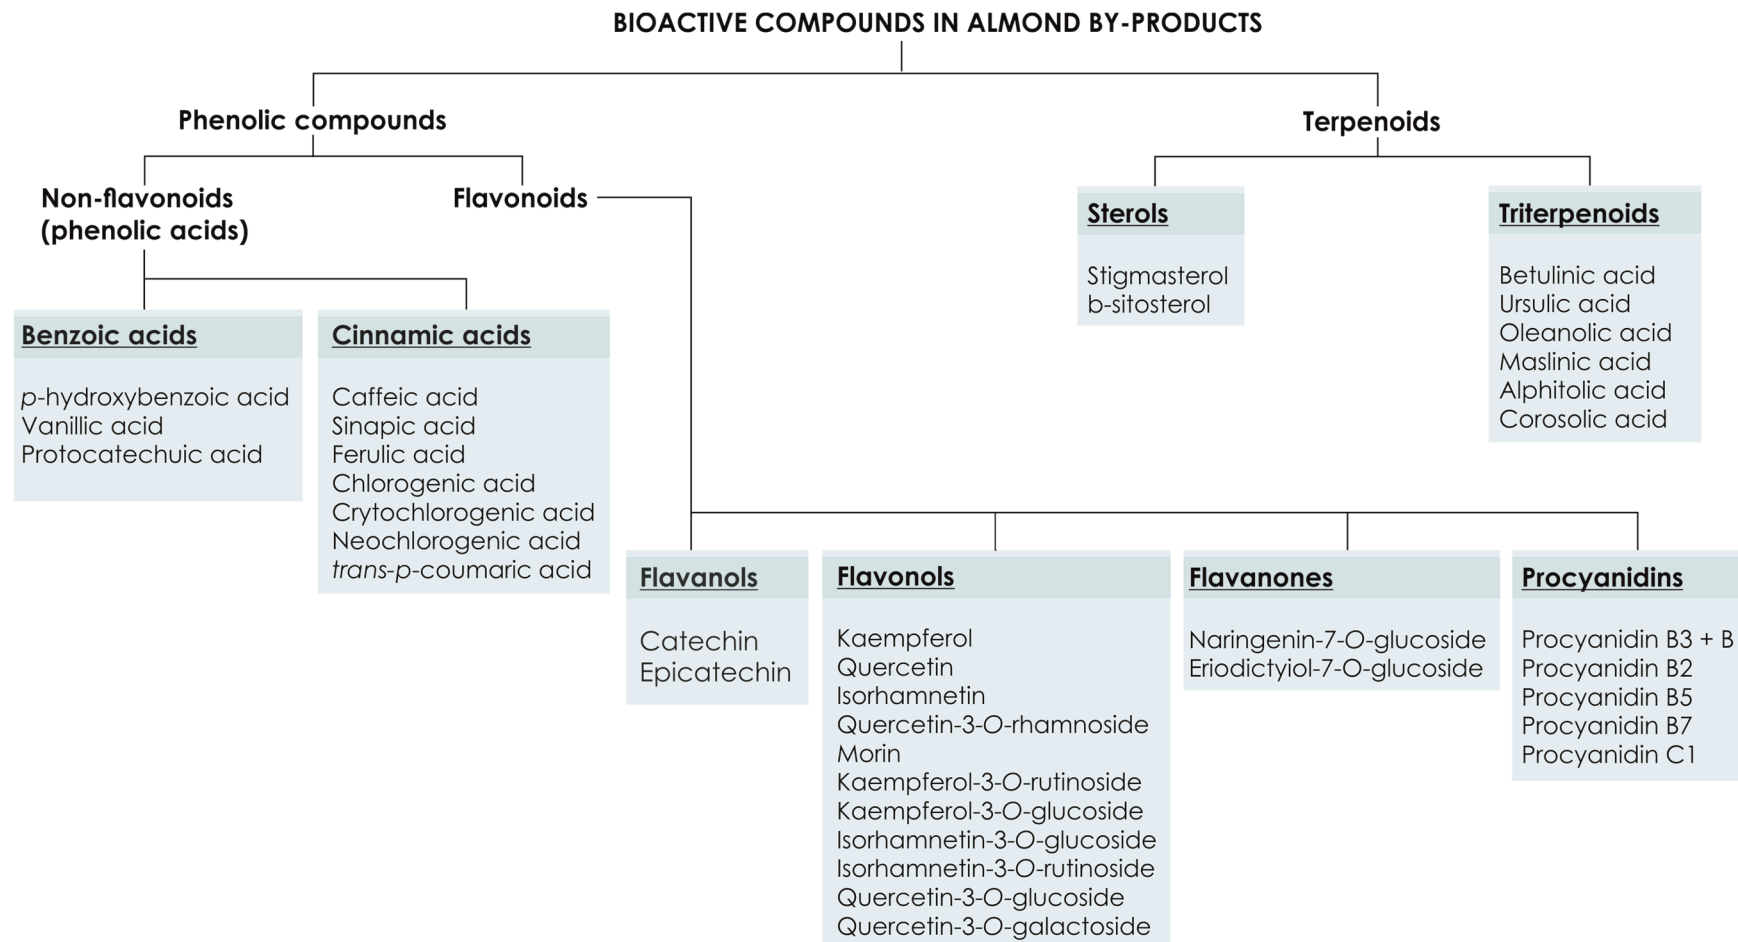 BIOACTIVE COMPOUNDS IN ALMOND BY-PRODUCTS
Phenolic compounds
Terpenoids
Non-flavonoids
(phenolic acids)
Flavonoids
Sterols
Stigmasterol
b-sitosterol
Triterpenoids
Betulinic acid
Ursulic acid
Oleanolic acid
Maslinic acid
Alphitolic acid
Corosolic acid
Benzoic acids
p-hydroxybenzoic acid
Vanillic acid
Protocatechuic acid
Cinnamic acids
Caffeic acid
Sinapic acid
Ferulic acid
Chlorogenic acid
Crytochlorogenic acid
Neochlorogenic acid
trans-p-coumaric acid
Flavanols
Catechin
Epicatechin
Flavonols
Kaempferol
Quercetin
Isorhamnetin
Quercetin-3-O-rhamnoside
Morin
Kaempferol-3-O-rutinoside
Kaempferol-3-O-glucoside
Isorhamnetin-3-O-glucoside
Isorhamnetin-3-O-rutinoside
Quercetin-3-O-glucoside
Quercetin-3-O-galactoside
Flavanones
Naringenin-7-O-glucoside
Eriodictyiol-7-O-glucoside
Procyanidins
Procyanidin B3 + B
Procyanidin B2
Procyanidin B5
Procyanidin B7
Procyanidin C1